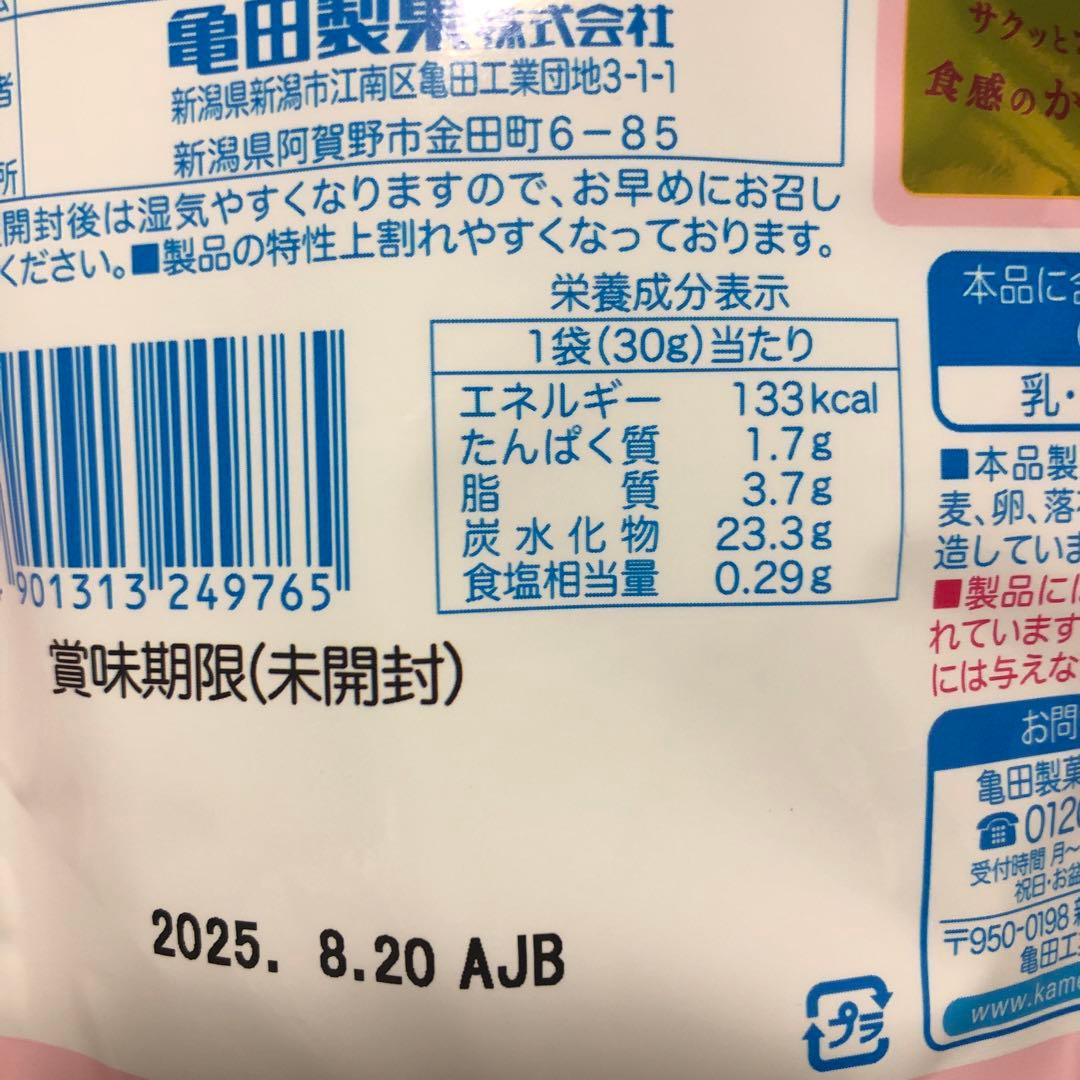 者
所
亀田製菓株式会社
新潟県新潟市江南区亀田工業団地3-1-1
新潟県阿賀野市金田町6-85
開封後は湿気やすくなりますので、お早めにお召し
ください。■製品の特性上割れやすくなっております。
栄養成分表示
1袋(30g)当たり
エネルギー 133kcal
たんぱく質 1.7g
脂質 3.7g
炭水化物 23.3g
食塩相当量 0.29g
901313 249765
賞味期限(未開封)
2025. 8.20 AJB
プラ
サクッと
食感のか
本品に
乳・
■本品製
麦、卵、落
造していま
■製品に
れています
には与えな
お問
亀田製菓
☎012
受付時間 月～
祝日・お盆
〒950-0198 新
亀田工
www.kame